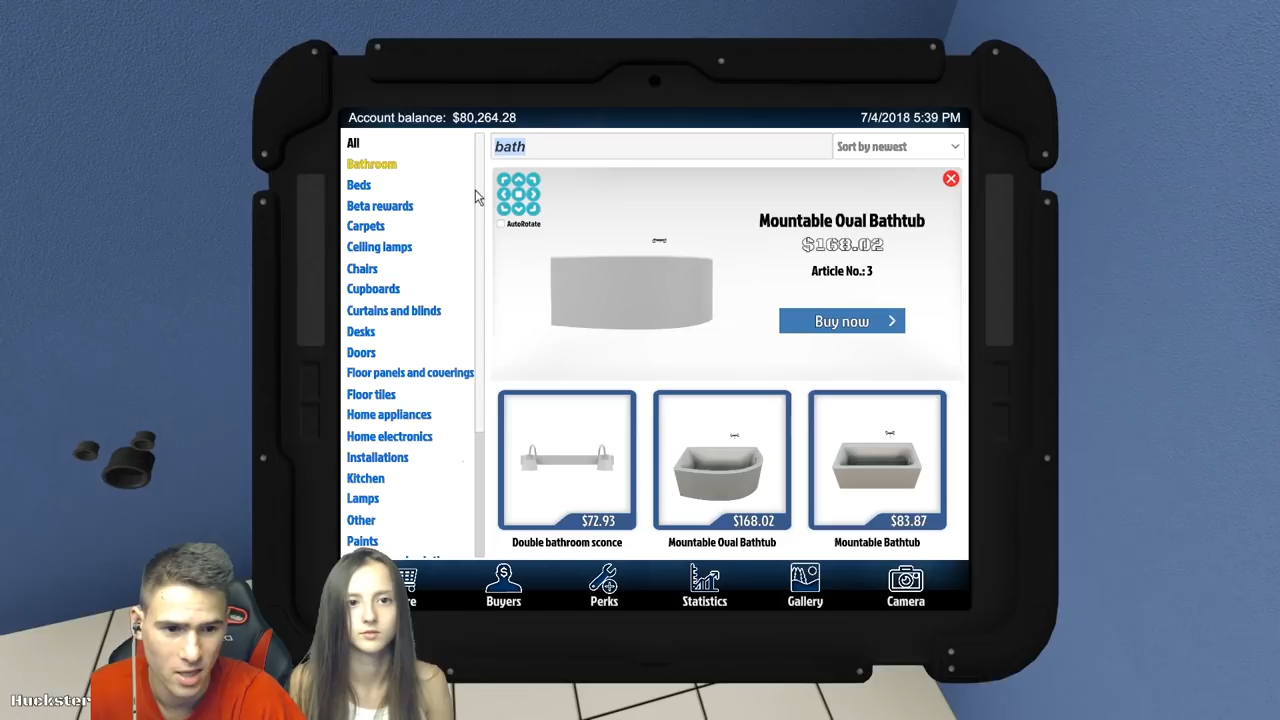 Account balance: $80,264.28
7/4/2018 5:39 PM
All
Bathroom
Beds
Beta rewards
Carpets
Ceiling lamps
Chairs
Cupboards
Curtains and blinds
Desks
Doors
Floor panels and coverings
Floor tiles
Home appliances
Home electronics
Installations
Kitchen
Lamps
Other
Paints
bath
Sort by newest
AutoRotate
Mountable Oval Bathtub
$168.02
Article No.: 3
Buy now
$72.93
$168.02
$83.87
Double bathroom sconce
Mountable Oval Bathtub
Mountable Bathtub
Buyers
Perks
Statistics
Gallery
Camera
Huckster